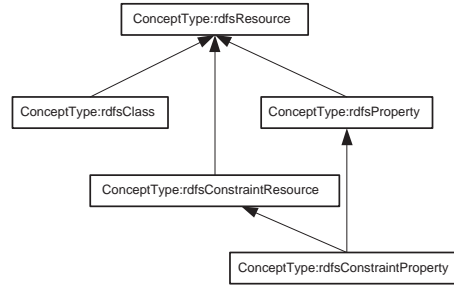 ConceptType:rdfsResource
ConceptType:rdfsClass
ConceptType:rdfsProperty
ConceptType:rdfsConstraintResource
ConceptType:rdfsConstraintProperty